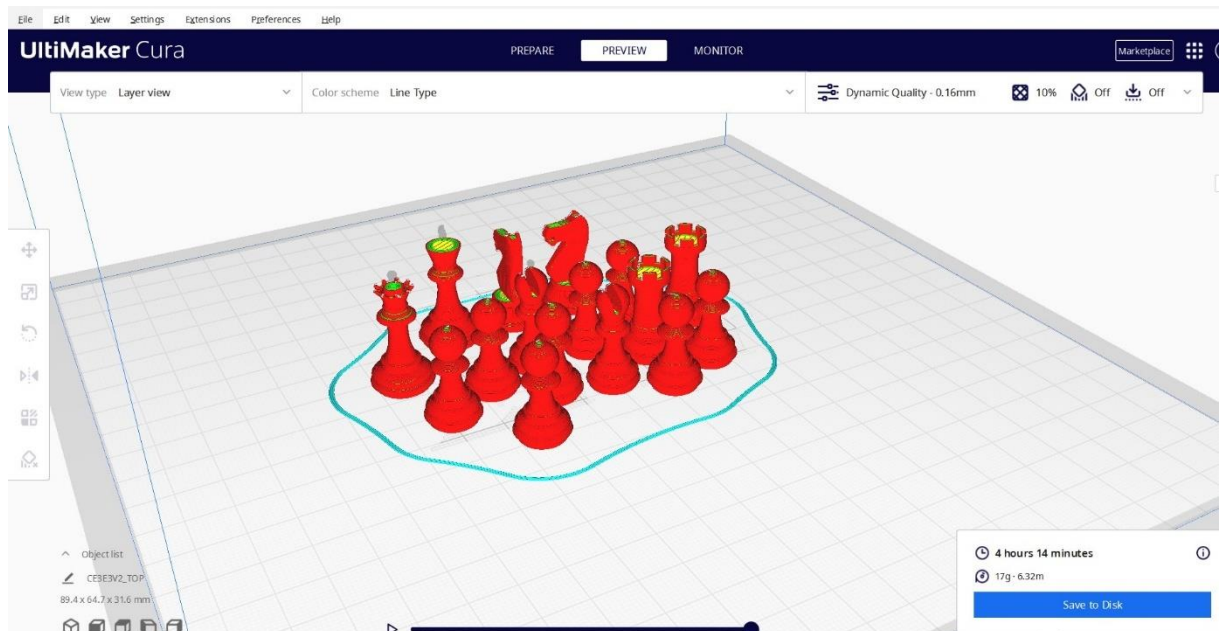 File Edit View Settings Extensions Preferences Help
UltiMaker Cura PREPARE PREVIEW MONITOR Marketplace
View type Layer view Color scheme Line Type Dynamic Quality - 0.16mm 10% Off Off
Object list
CE3E3V2_TOP
89.4 x 64.7 x 31.6 mm
4 hours 14 minutes
17g · 6.32m
Save to Disk